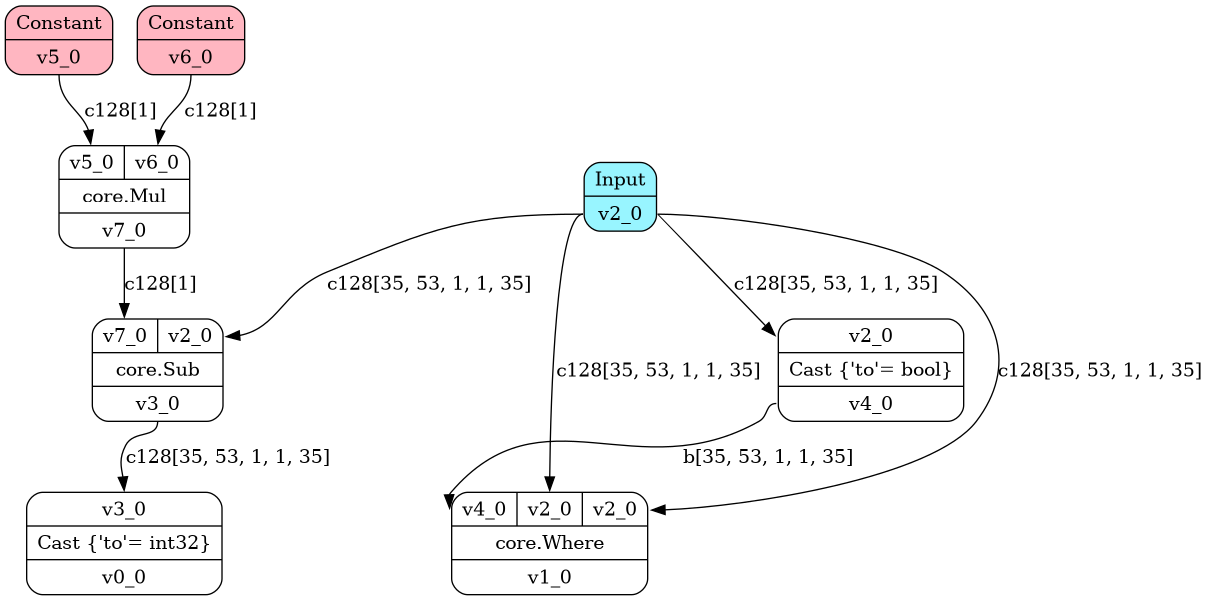 Constant
v5_0
Constant
v6_0
c128[1]
c128[1]
v5_0 v6_0
core.Mul
v7_0
Input
v2_0
c128[1]
c128[35, 53, 1, 1, 35]
c128[35, 53, 1, 1, 35]
v7_0 v2_0
core.Sub
v3_0
c128[35, 53, 1, 1, 35]
v2_0
Cast {'to'= bool}
v4_0
c128[35, 53, 1, 1, 35]
c128[35, 53, 1, 1, 35]
b[35, 53, 1, 1, 35]
v3_0
Cast {'to'= int32}
v0_0
v4_0 v2_0 v2_0
core.Where
v1_0